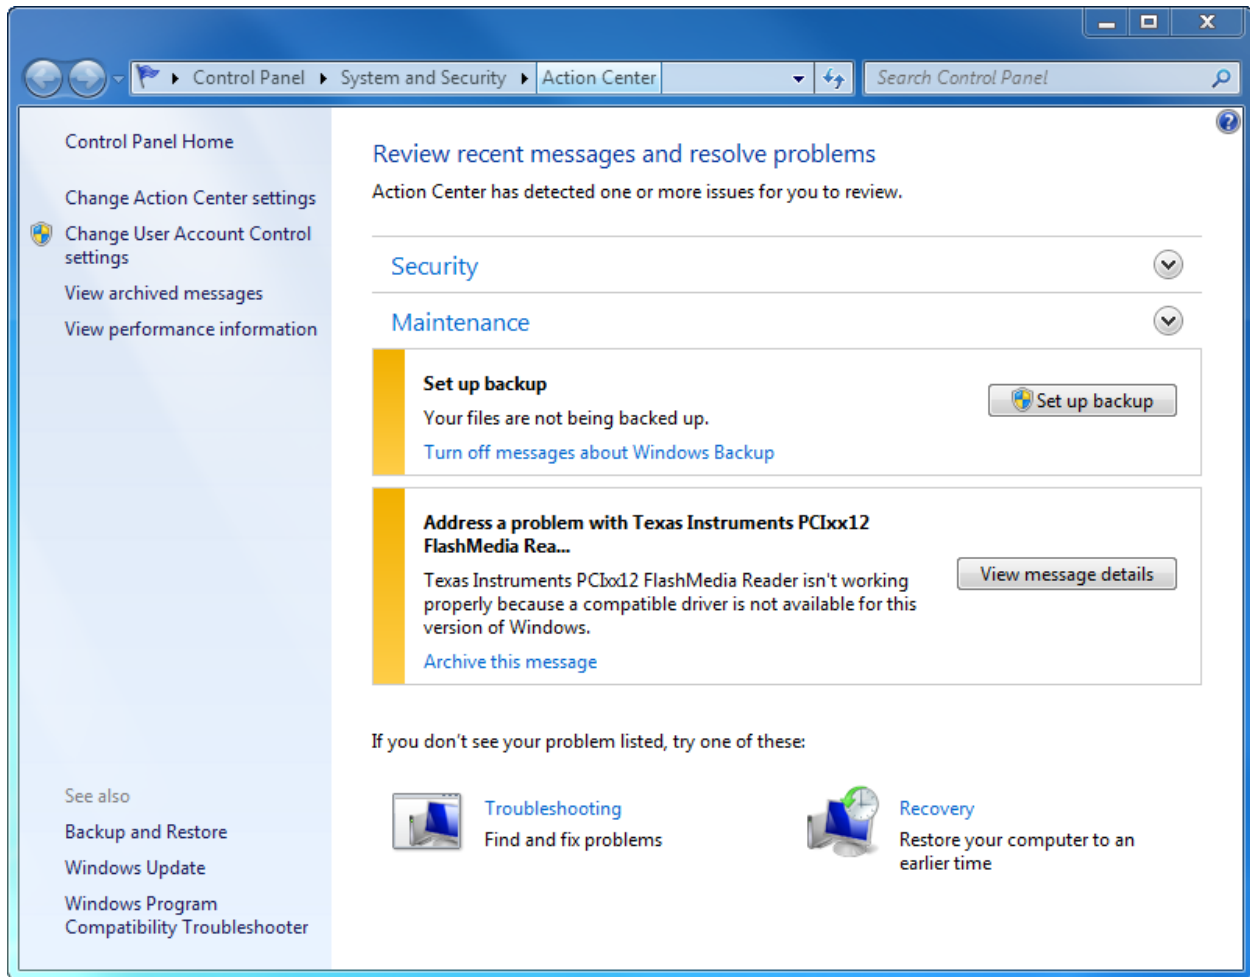 Control Panel ▸ System and Security ▸ Action Center
Search Control Panel
Control Panel Home
Change Action Center settings
Change User Account Control
settings
View archived messages
View performance information
See also
Backup and Restore
Windows Update
Windows Program
Compatibility Troubleshooter
Review recent messages and resolve problems
Action Center has detected one or more issues for you to review.
Security
Maintenance
Set up backup
Your files are not being backed up.
Turn off messages about Windows Backup
Set up backup
Address a problem with Texas Instruments PCIxx12
FlashMedia Rea...
Texas Instruments PCIxx12 FlashMedia Reader isn't working
properly because a compatible driver is not available for this
version of Windows.
Archive this message
View message details
If you don't see your problem listed, try one of these:
Troubleshooting
Find and fix problems
Recovery
Restore your computer to an
earlier time